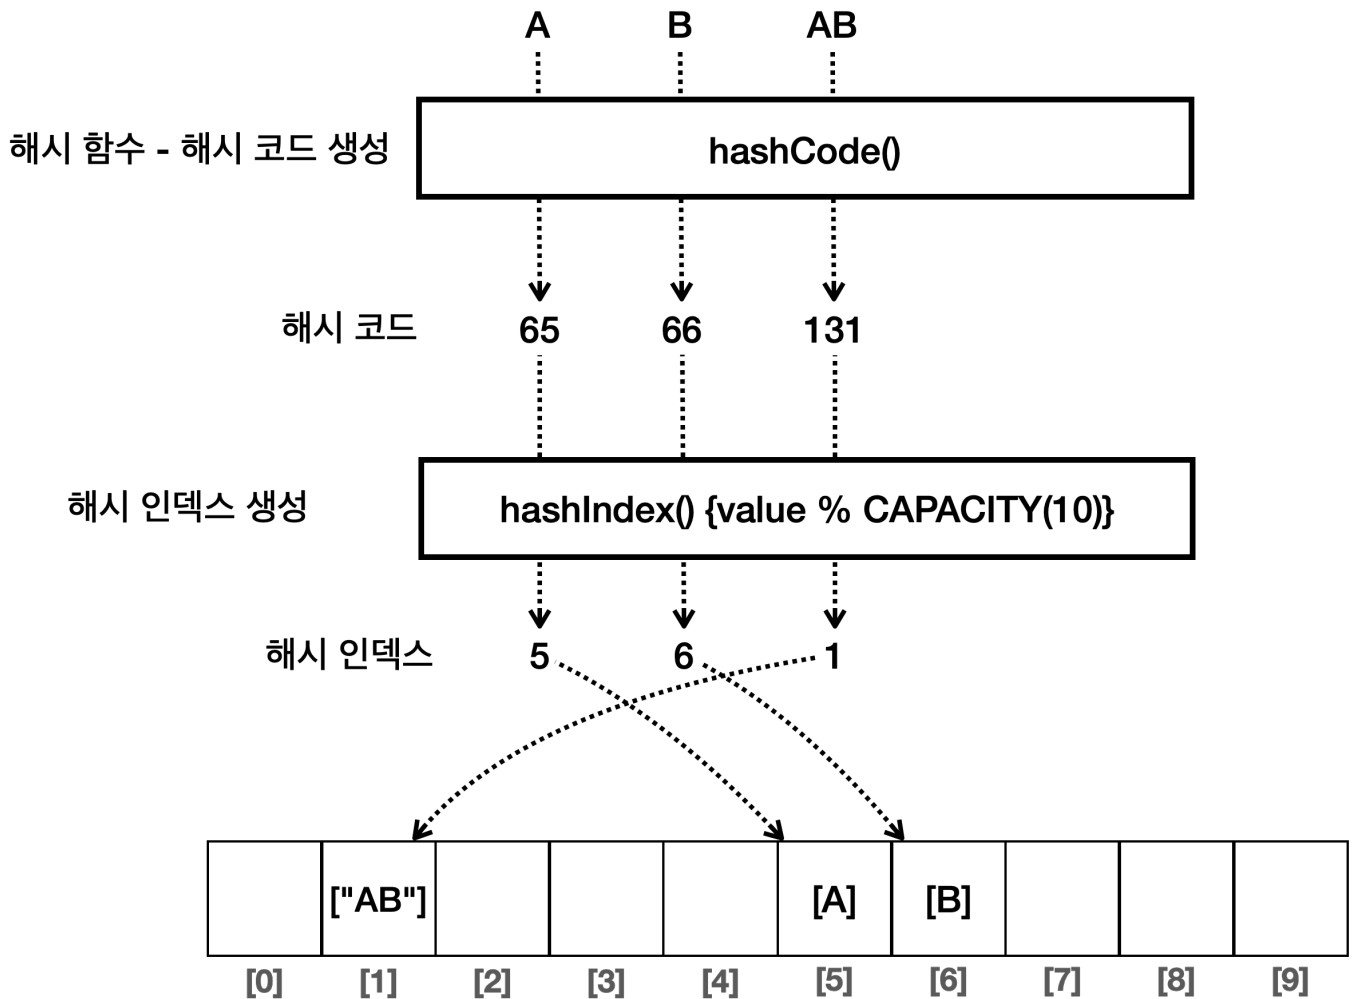 A B AB
해시 함수 - 해시 코드 생성 hashCode()
해시 코드 65 66 131
해시 인덱스 생성 hashIndex() {value % CAPACITY(10)}
해시 인덱스 5 6 1
["AB"] [A] [B]
[0] [1] [2] [3] [4] [5] [6] [7] [8] [9]